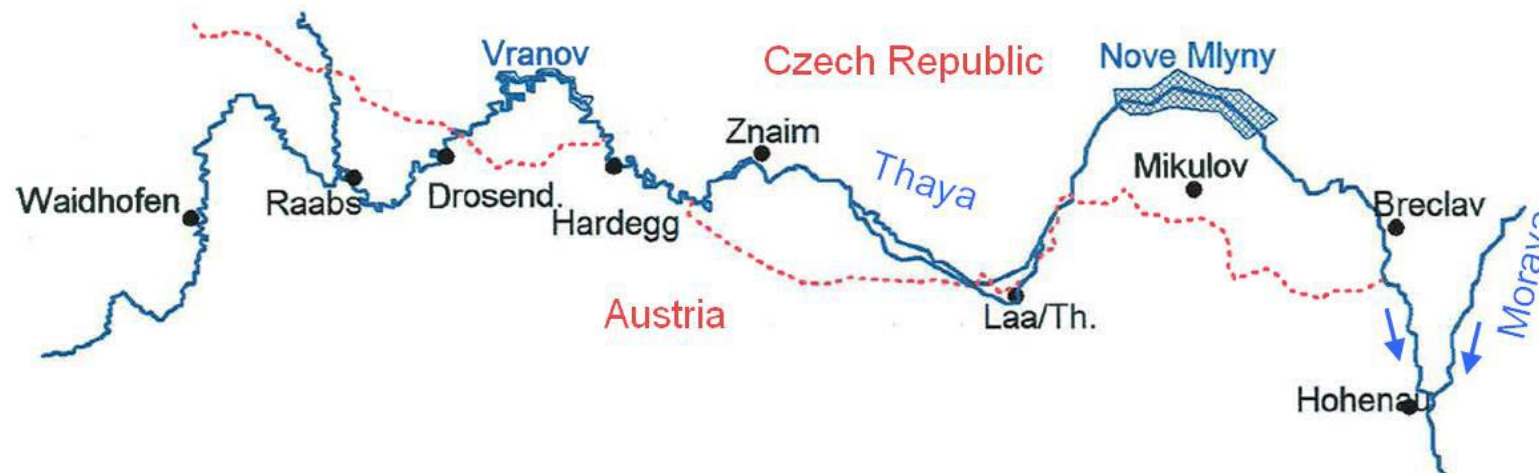 Vranov
Czech Republic
Nove Mlyny
Znaim
Thaya
Mikulov
Waidhofen
Raabs
Drosend.
Hardegg
Breclav
Morava
Austria
Laa/Th.
Hohenau